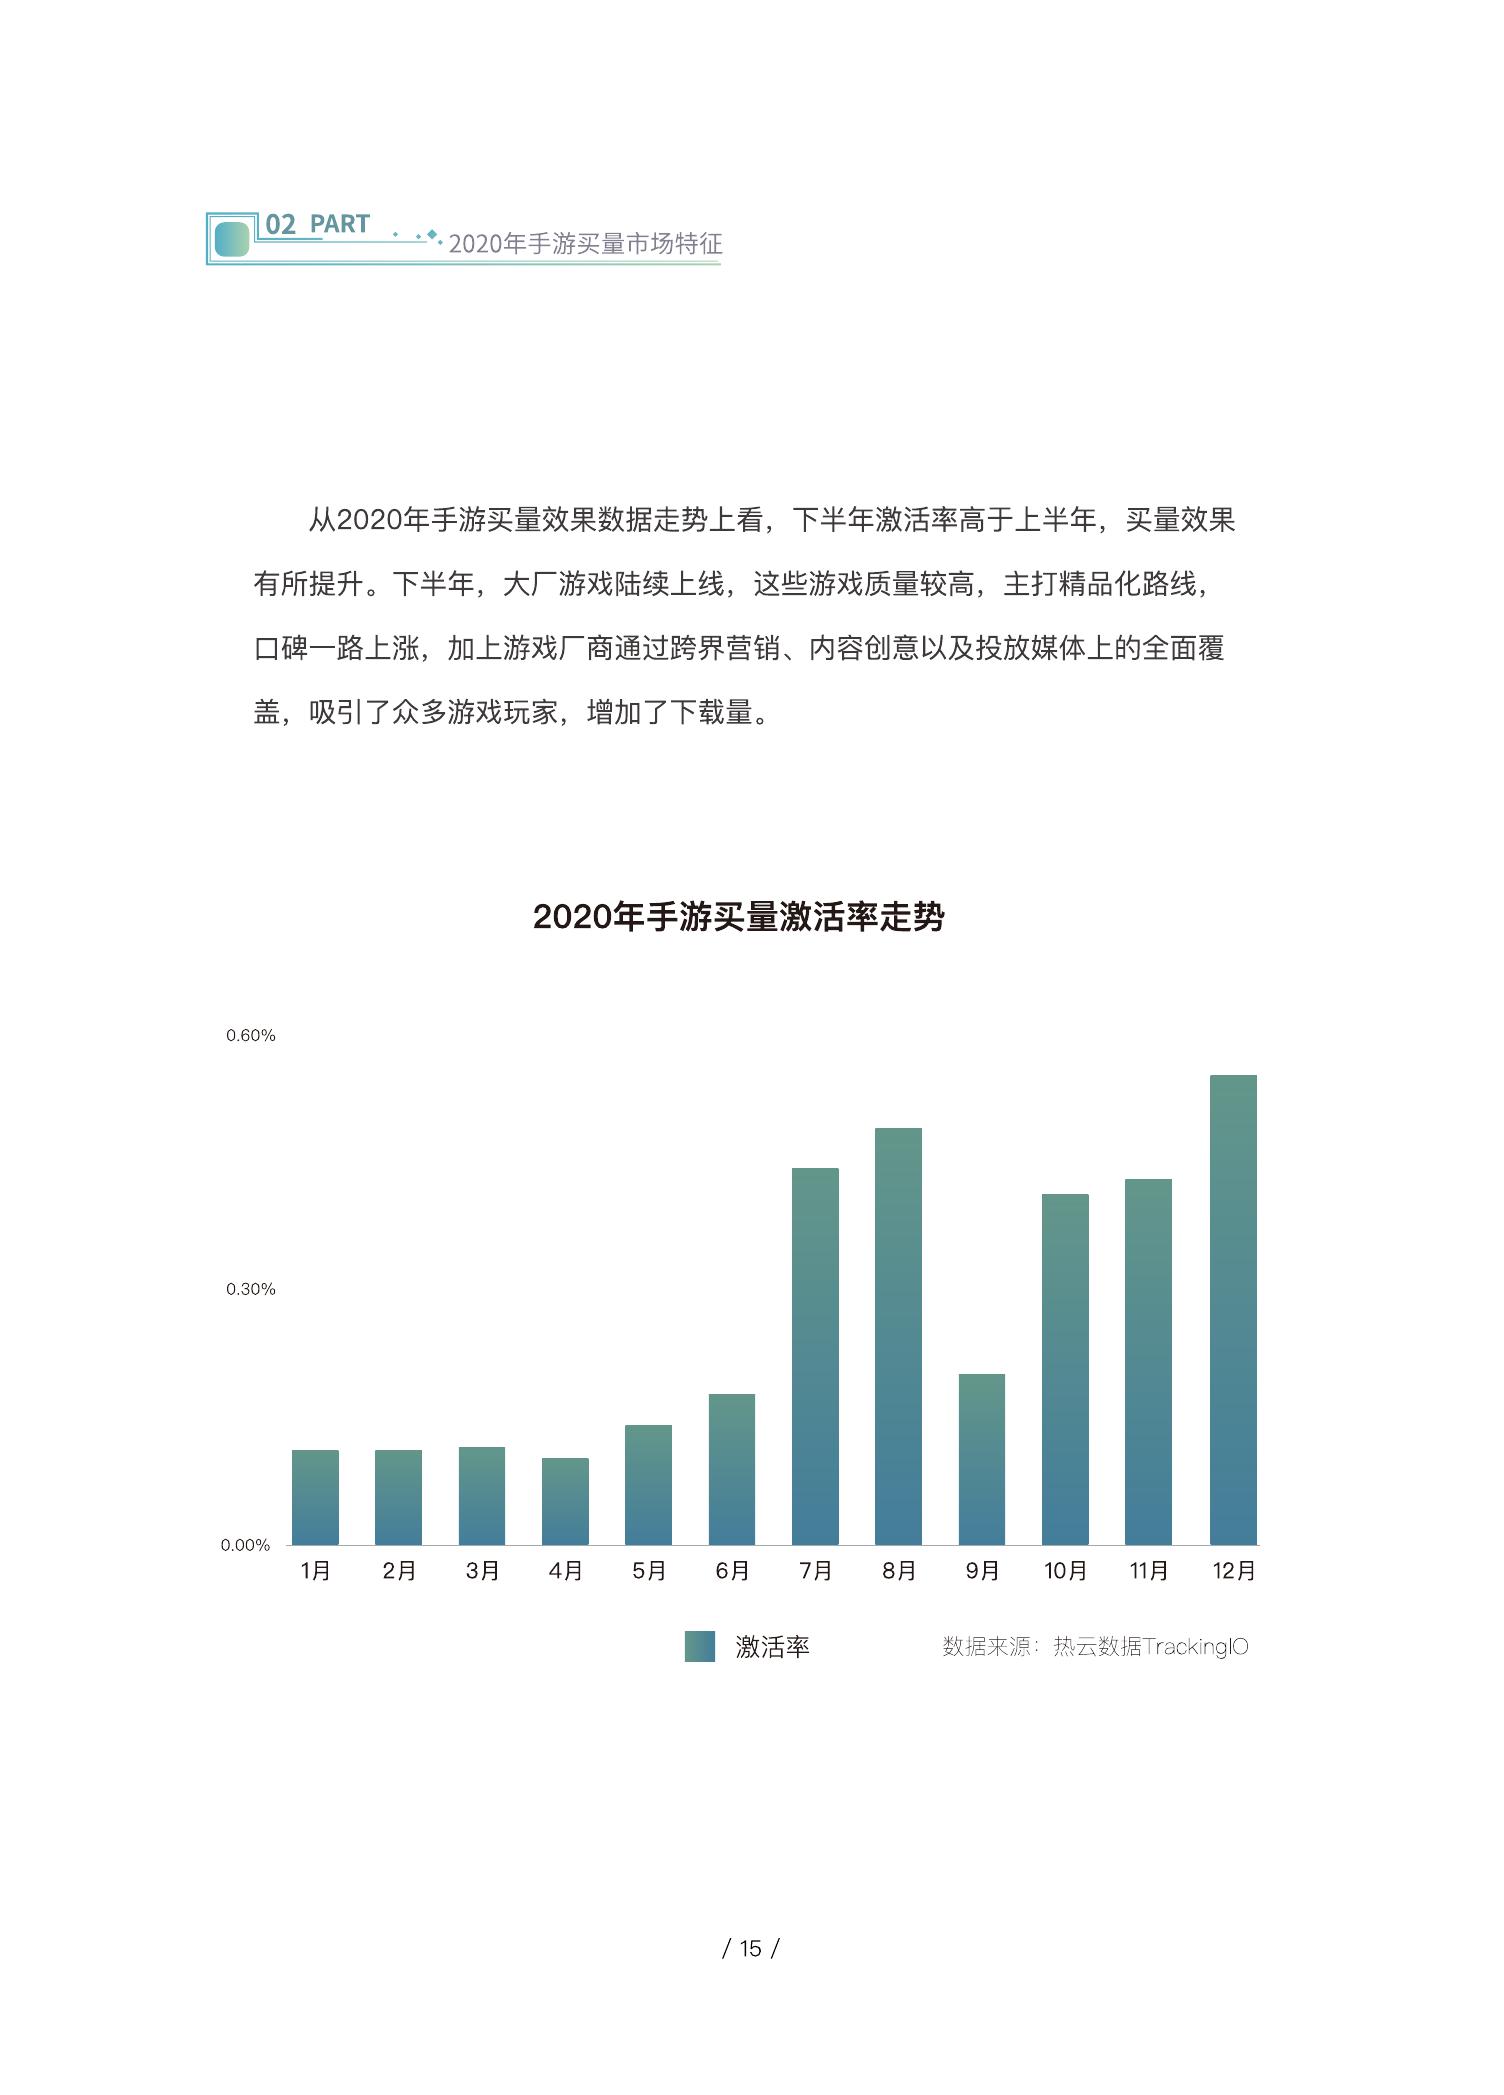 02 PART
2020年手游买量市场特征
从2020年手游买量效果数据走势上看，下半年激活率高于上半年，买量效果
有所提升。下半年，大厂游戏陆续上线，这些游戏质量较高，主打精品化路线，
口碑一路上涨，加上游戏厂商通过跨界营销、内容创意以及投放媒体上的全面覆
盖，吸引了众多游戏玩家，增加了下载量。
2020年手游买量激活率走势
0.60%
0.30%
0.00%
1月 2月 3月 4月 5月 6月 7月 8月 9月 10月 11月 12月
激活率
数据来源：热云数据TrackingIO
/ 15 /